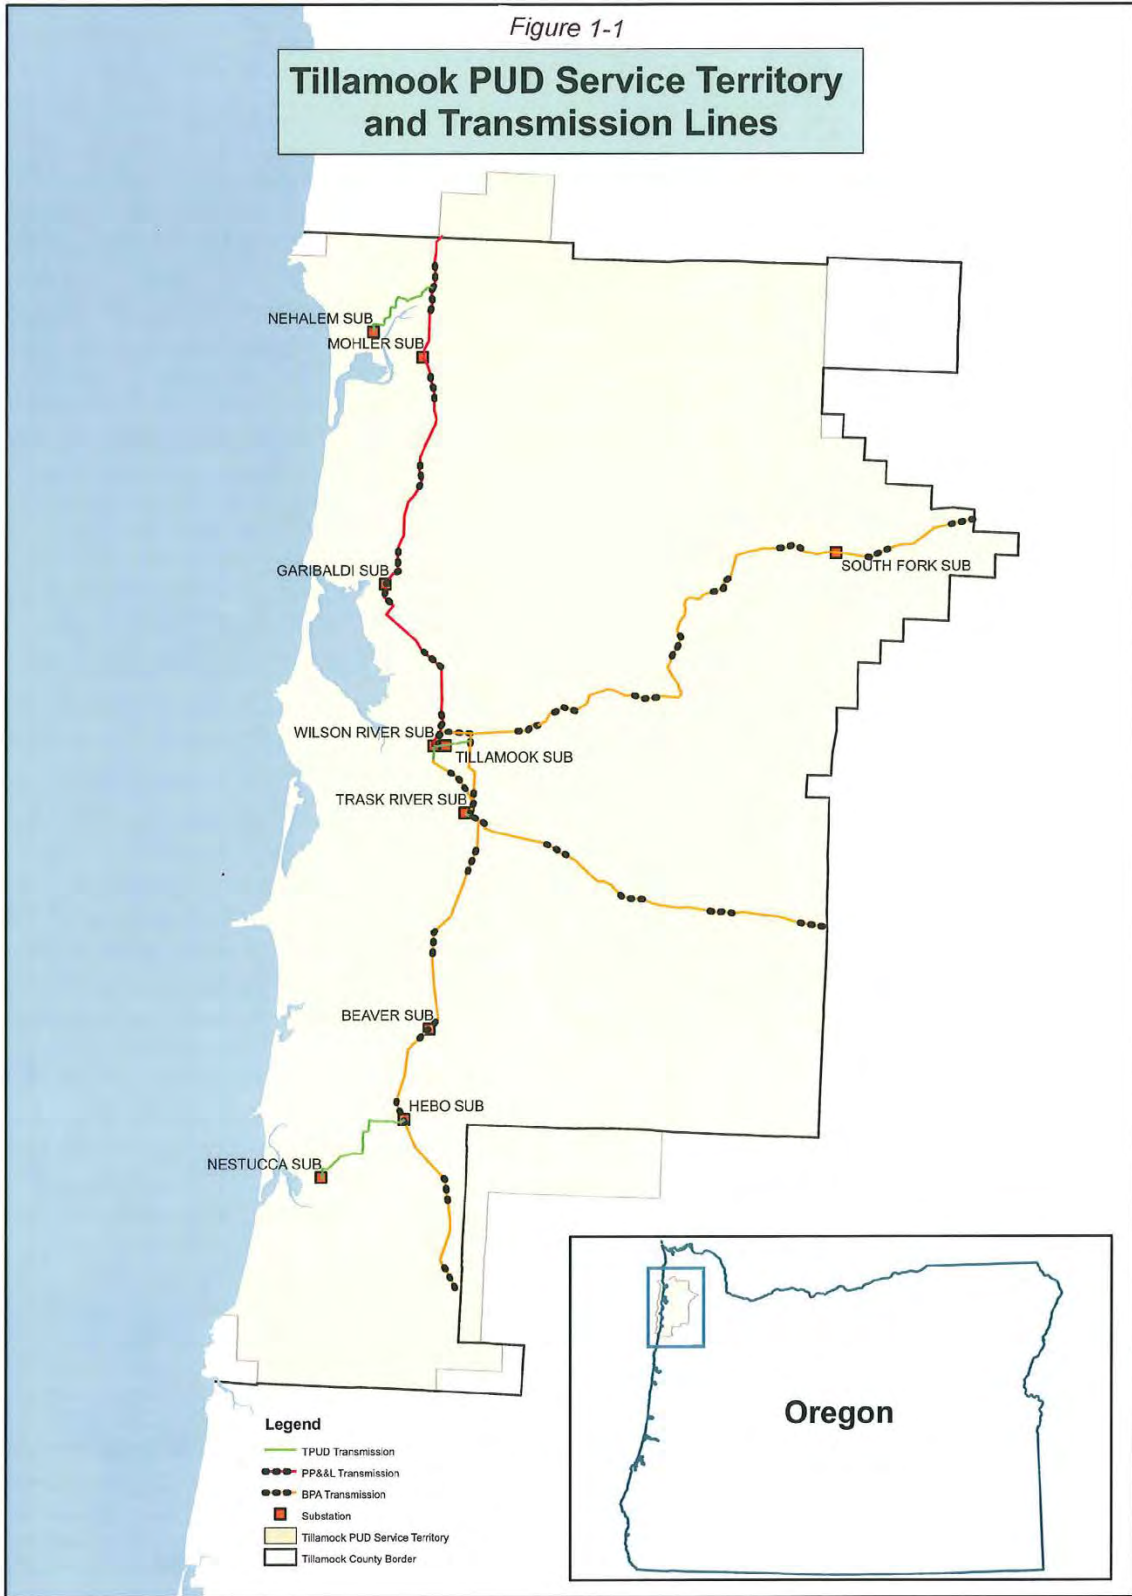 Figure 1-1
Tillamook PUD Service Territory
and Transmission Lines
NEHALEM SUB
MOHLER SUB
GARIBALDI SUB
SOUTH FORK SUB
WILSON RIVER SUB
TILLAMOOK SUB
TRASK RIVER SUB
BEAVER SUB
HEBO SUB
NESTUCCA SUB
Oregon
Legend
TPUD Transmission
PP&&L Transmission
BPA Transmission
Substation
Tillamook PUD Service Territory
Tillamook County Border